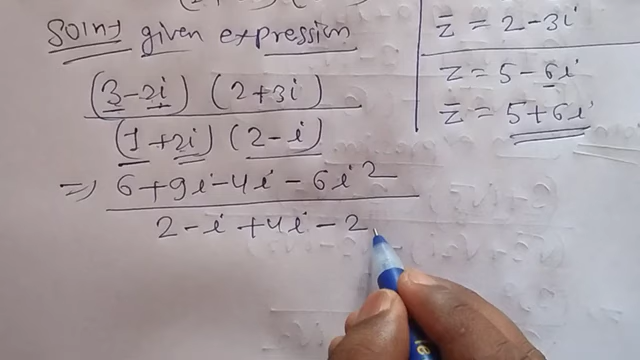 Solnt given expression
(3-2i) (2+3i)
(1+2i) (2-i)
=> 6+9i-4i-6i²
2-i+4i-2
z̄ = 2-3i
z = 5-6i
z̄ = 5+6i